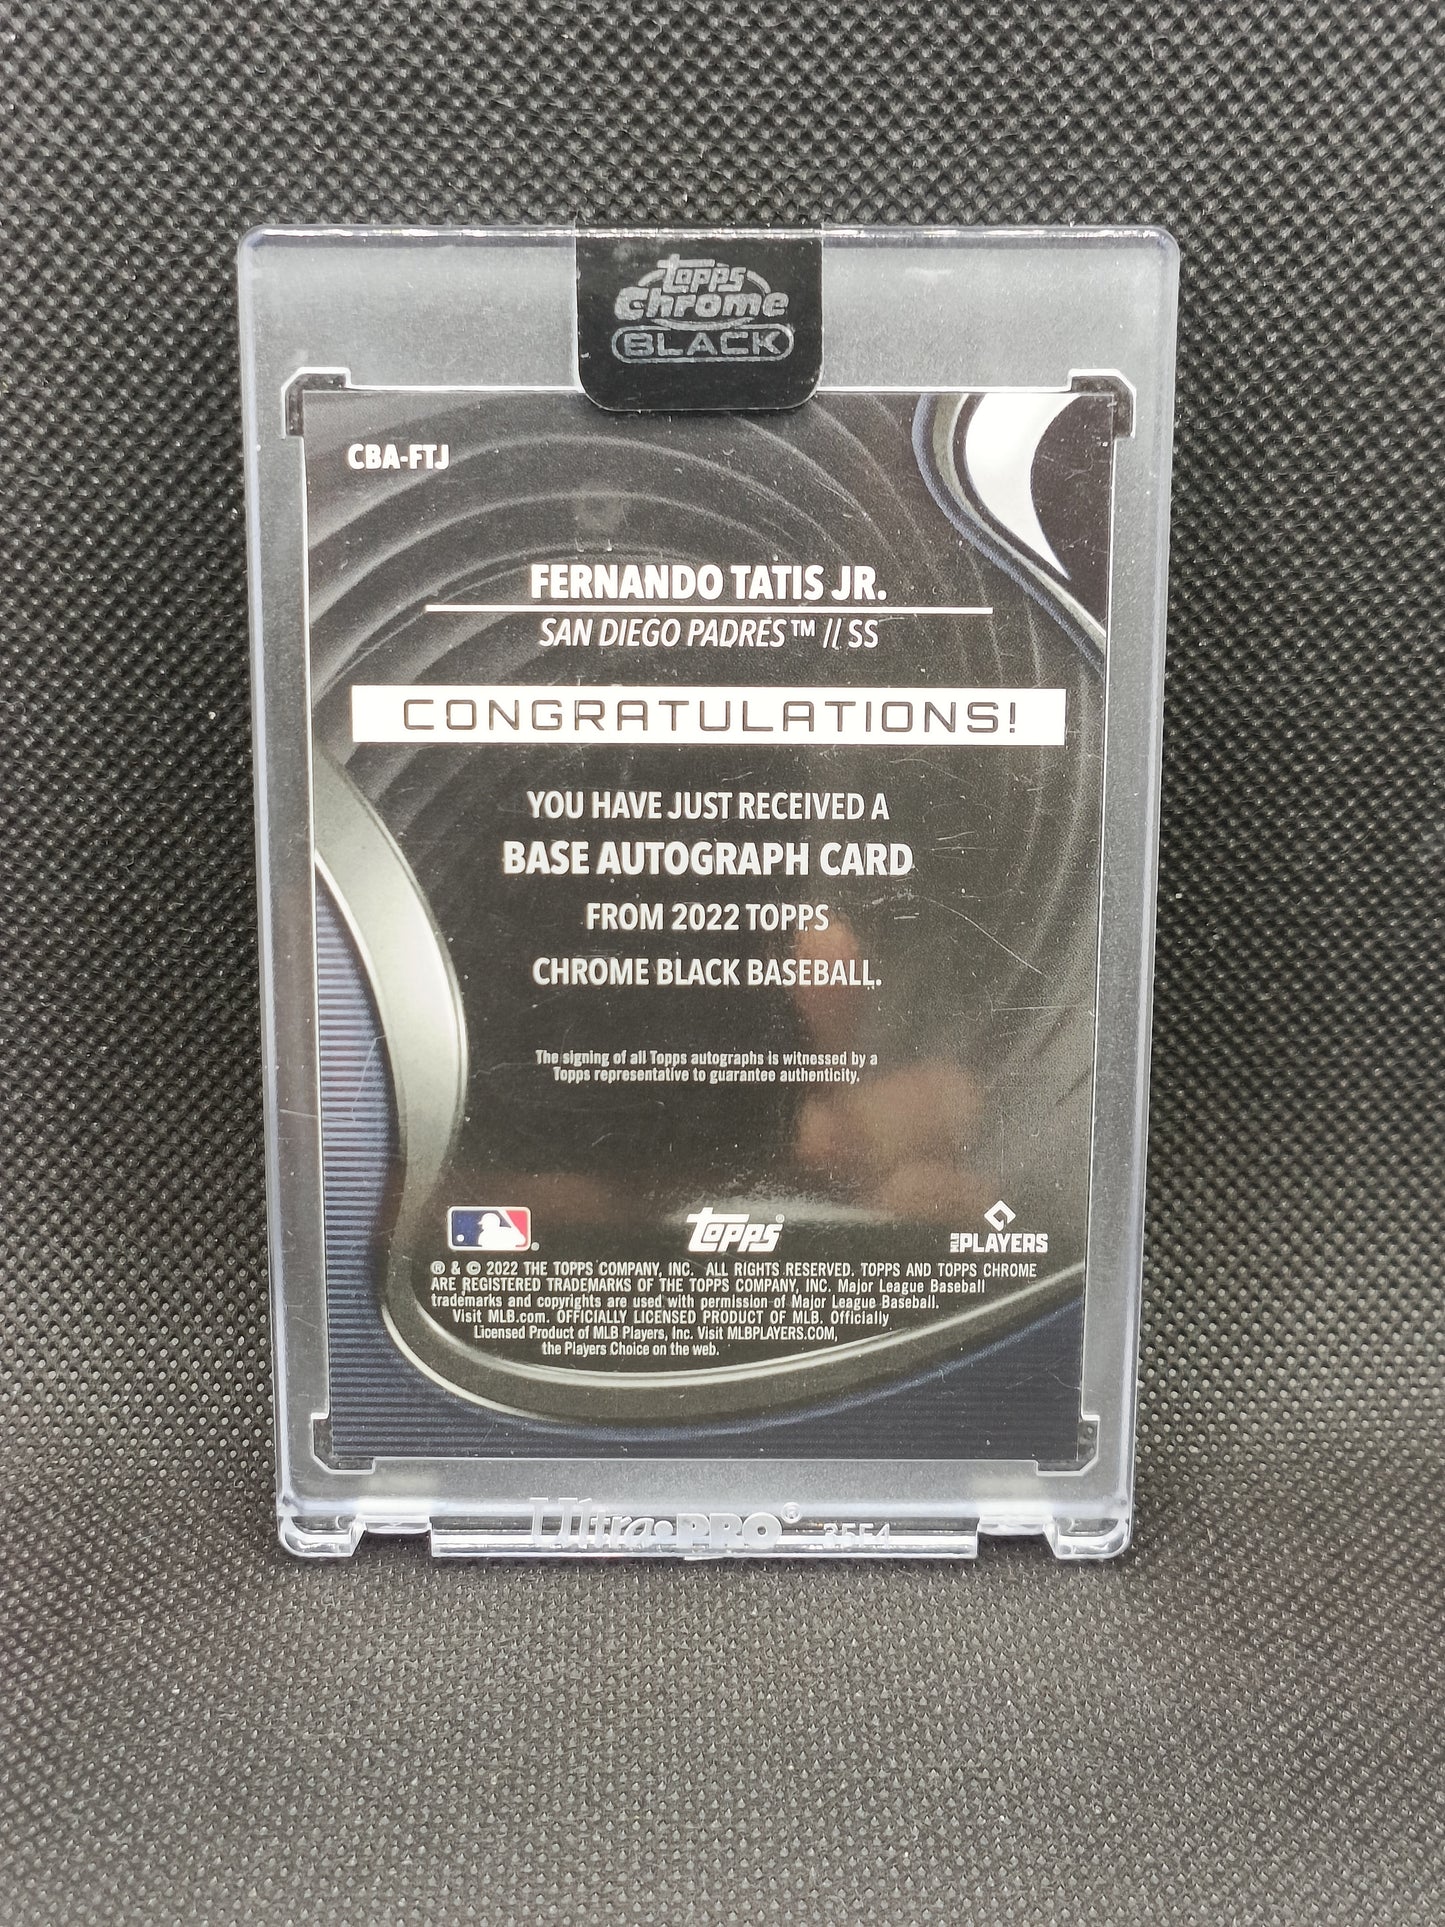 Topps
Chrome
BLACK
CBA-FTJ
FERNANDO TATIS JR.
SAN DIEGO PADRES™ // SS
CONGRATULATIONS!
YOU HAVE JUST RECEIVED A
BASE AUTOGRAPH CARD
FROM 2022 TOPPS
CHROME BLACK BASEBALL.
The signing of all Topps autographs is witnessed by a
Topps representative to guarantee authenticity.
®
Topps®
MLB PLAYERS
® & © 2022 THE TOPPS COMPANY, INC. ALL RIGHTS RESERVED. TOPPS AND TOPPS CHROME
ARE REGISTERED TRADEMARKS OF THE TOPPS COMPANY, INC. Major League Baseball
trademarks and copyrights are used with permission of Major League Baseball.
Visit MLB.com. OFFICIALLY LICENSED PRODUCT OF MLB. Officially
Licensed Product of MLB Players, Inc. Visit MLBPLAYERS.COM,
the Players Choice on the web.
Ultra•PRO®